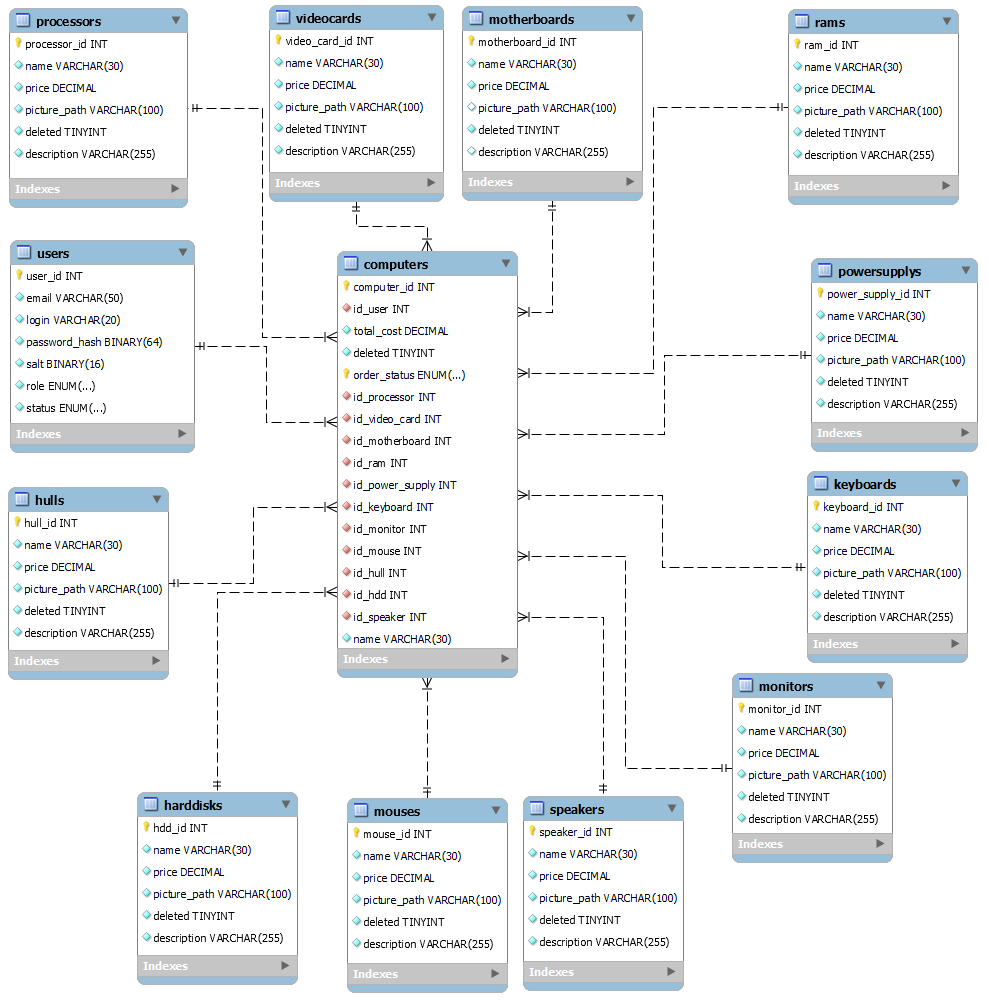 processors
processor_id INT
name VARCHAR(30)
price DECIMAL
picture_path VARCHAR(100)
deleted TINYINT
description VARCHAR(255)
Indexes
videocards
video_card_id INT
name VARCHAR(30)
price DECIMAL
picture_path VARCHAR(100)
deleted TINYINT
description VARCHAR(255)
Indexes
motherboards
motherboard_id INT
name VARCHAR(30)
price DECIMAL
picture_path VARCHAR(100)
deleted TINYINT
description VARCHAR(255)
Indexes
rams
ram_id INT
name VARCHAR(30)
price DECIMAL
picture_path VARCHAR(100)
deleted TINYINT
description VARCHAR(255)
Indexes
users
user_id INT
email VARCHAR(50)
login VARCHAR(20)
password_hash BINARY(64)
salt BINARY(16)
role ENUM(...)
status ENUM(...)
Indexes
computers
computer_id INT
id_user INT
total_cost DECIMAL
deleted TINYINT
order_status ENUM(...)
id_processor INT
id_video_card INT
id_motherboard INT
id_ram INT
id_power_supply INT
id_keyboard INT
id_monitor INT
id_mouse INT
id_hull INT
id_hdd INT
id_speaker INT
name VARCHAR(30)
Indexes
powersupplys
power_supply_id INT
name VARCHAR(30)
price DECIMAL
picture_path VARCHAR(100)
deleted TINYINT
description VARCHAR(255)
Indexes
hulls
hull_id INT
name VARCHAR(30)
price DECIMAL
picture_path VARCHAR(100)
deleted TINYINT
description VARCHAR(255)
Indexes
keyboards
keyboard_id INT
name VARCHAR(30)
price DECIMAL
picture_path VARCHAR(100)
deleted TINYINT
description VARCHAR(255)
Indexes
monitors
monitor_id INT
name VARCHAR(30)
price DECIMAL
picture_path VARCHAR(100)
deleted TINYINT
description VARCHAR(255)
Indexes
harddisks
hdd_id INT
name VARCHAR(30)
price DECIMAL
picture_path VARCHAR(100)
deleted TINYINT
description VARCHAR(255)
Indexes
mouses
mouse_id INT
name VARCHAR(30)
price DECIMAL
picture_path VARCHAR(100)
deleted TINYINT
description VARCHAR(255)
Indexes
speakers
speaker_id INT
name VARCHAR(30)
price DECIMAL
picture_path VARCHAR(100)
deleted TINYINT
description VARCHAR(255)
Indexes